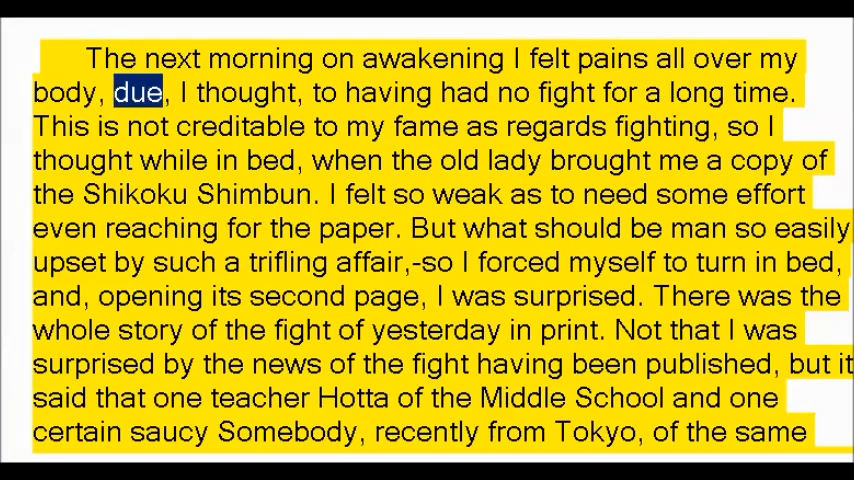 The next morning on awakening I felt pains all over my
body, due, I thought, to having had no fight for a long time.
This is not creditable to my fame as regards fighting, so I
thought while in bed, when the old lady brought me a copy of
the Shikoku Shimbun. I felt so weak as to need some effort
even reaching for the paper. But what should be man so easily
upset by such a trifling affair,-so I forced myself to turn in bed,
and, opening its second page, I was surprised. There was the
whole story of the fight of yesterday in print. Not that I was
surprised by the news of the fight having been published, but it
said that one teacher Hotta of the Middle School and one
certain saucy Somebody, recently from Tokyo, of the same